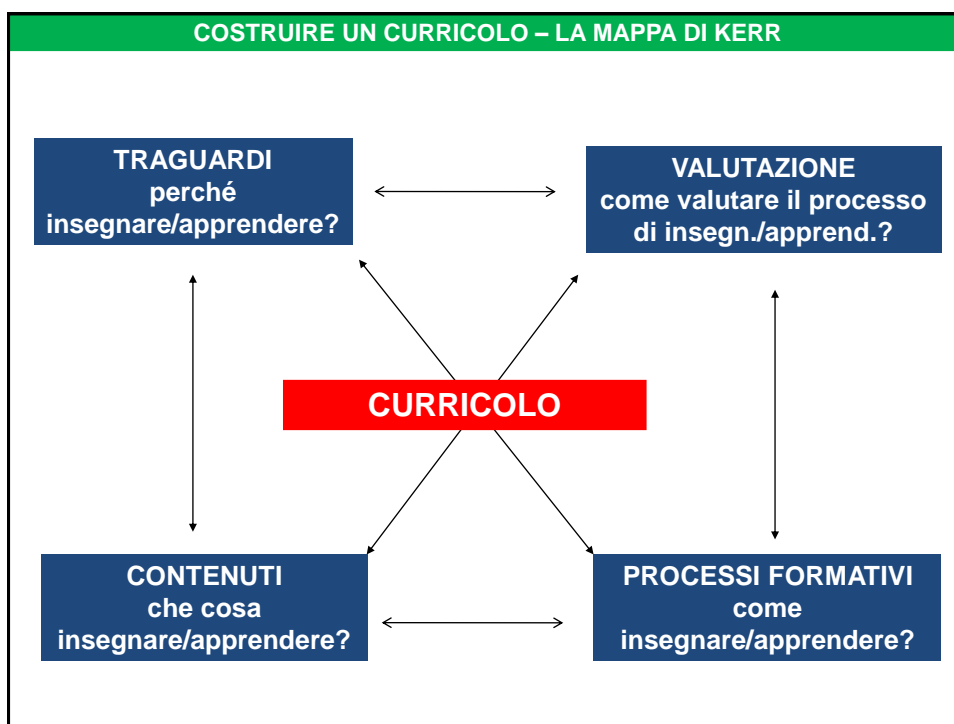 COSTRUIRE UN CURRICOLO – LA MAPPA DI KERR
TRAGUARDI
perché
insegnare/apprendere?
VALUTAZIONE
come valutare il processo
di insegn./apprend.?
CURRICOLO
CONTENUTI
che cosa
insegnare/apprendere?
PROCESSI FORMATIVI
come
insegnare/apprendere?